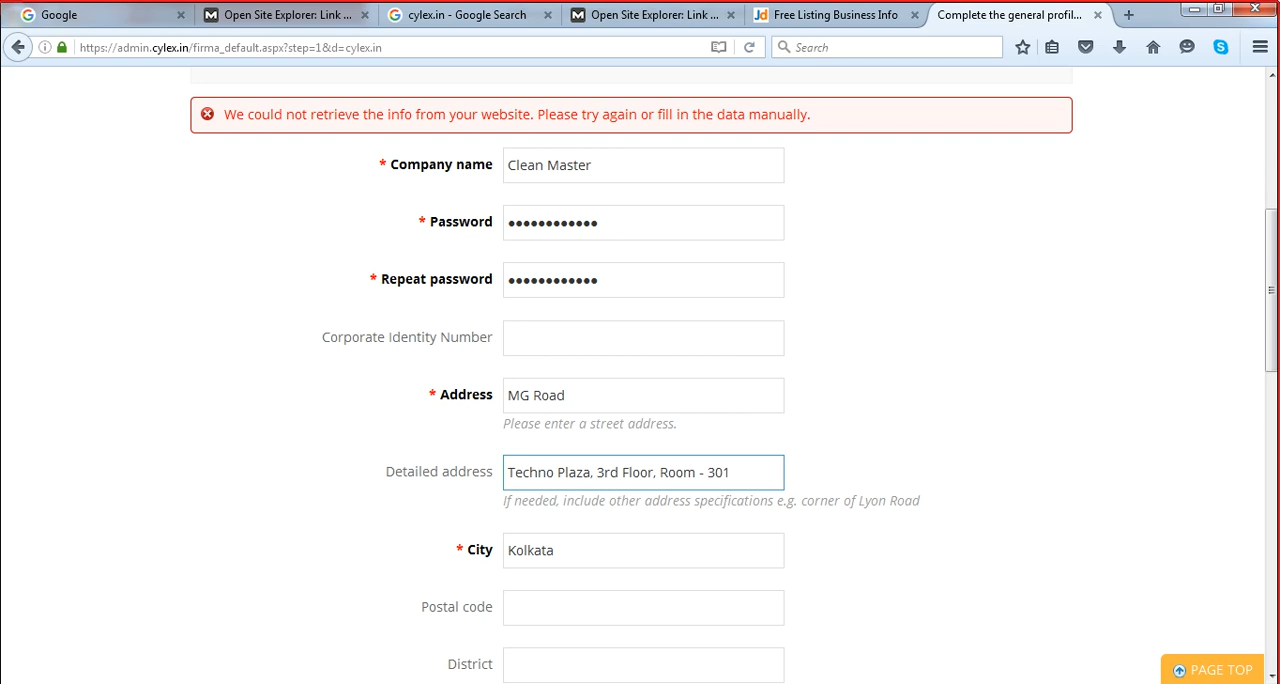 Google
Open Site Explorer: Link ...
cylex.in - Google Search
Open Site Explorer: Link ...
Jd Free Listing Business Info
Complete the general profil...
https://admin.cylex.in/firma_default.aspx?step=1&d=cylex.in
Search
We could not retrieve the info from your website. Please try again or fill in the data manually.
* Company name Clean Master
* Password ••••••••••••
* Repeat password ••••••••••••
Corporate Identity Number
* Address MG Road
Please enter a street address.
Detailed address Techno Plaza, 3rd Floor, Room - 301
If needed, include other address specifications e.g. corner of Lyon Road
* City Kolkata
Postal code
District
PAGE TOP